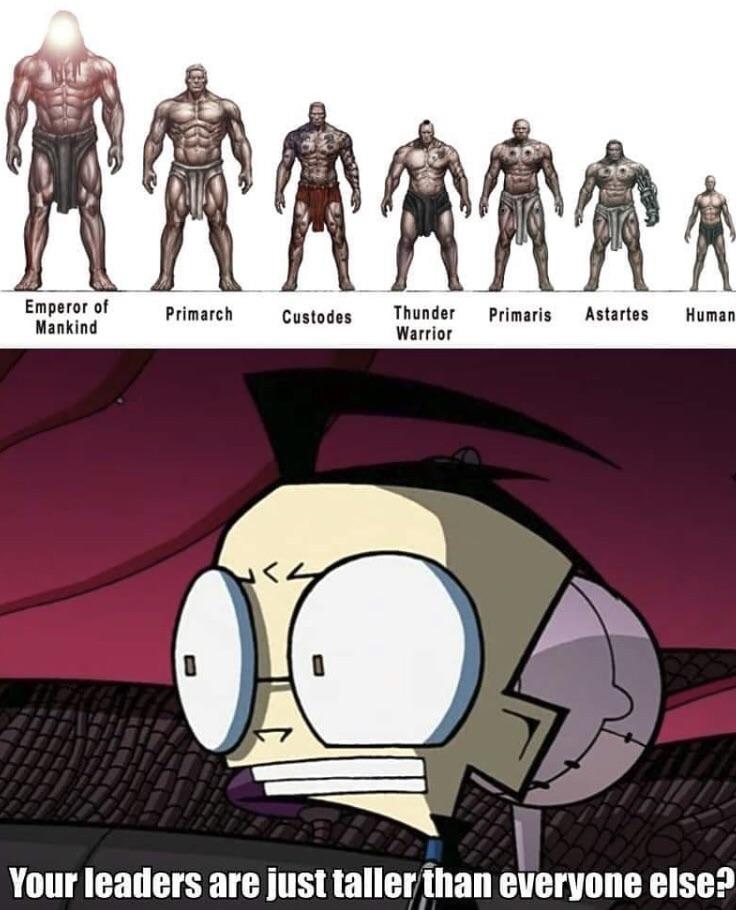 Emperor of
Mankind
Primarch
Custodes
Thunder
Warrior
Primaris
Astartes
Human
Your leaders are just taller than everyone else?